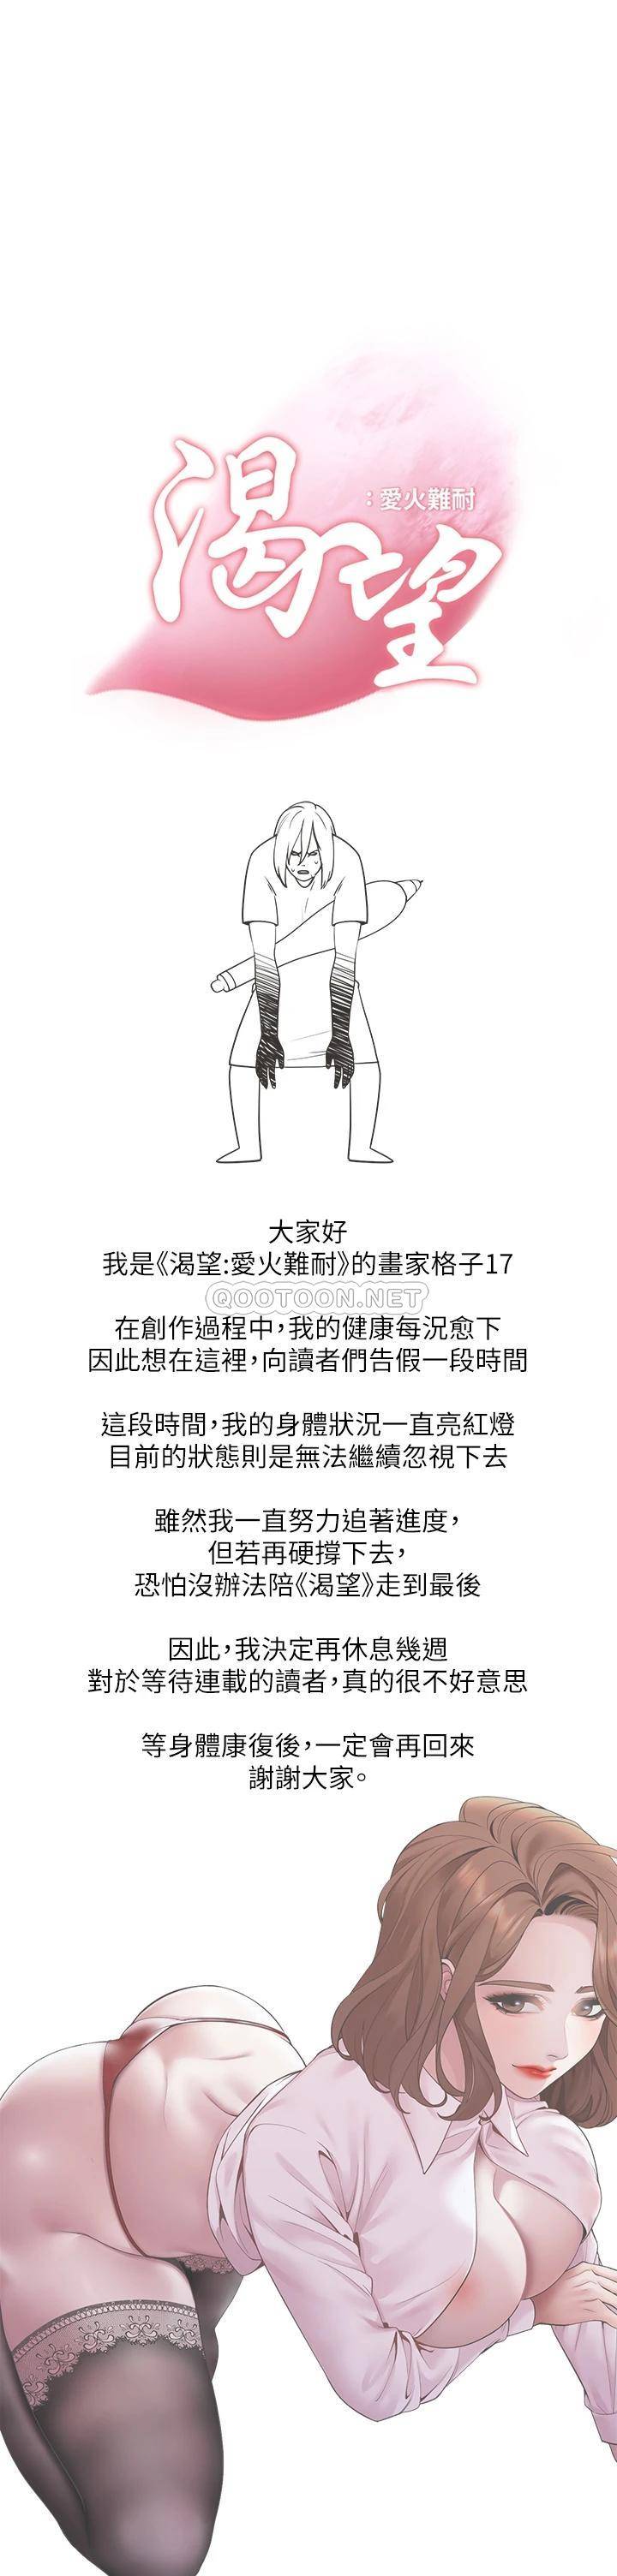 渴望
：愛火難耐
大家好
我是《渴望:愛火難耐》的畫家格子17
QOOTOON.NET
在創作過程中，我的健康每況愈下
因此想在這裡，向讀者們告假一段時間
這段時間，我的身體狀況一直亮紅燈
目前的狀態則是無法繼續忽視下去
雖然我一直努力追著進度，
但若再硬撐下去，
恐怕沒辦法陪《渴望》走到最後
因此，我決定再休息幾週
對於等待連載的讀者，真的很不好意思
等身體康復後，一定會再回來
謝謝大家。